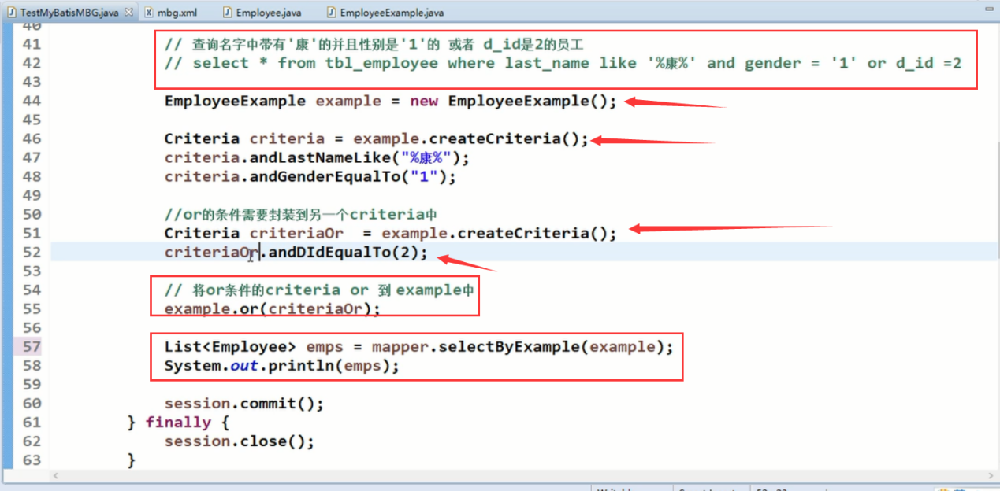 TestMyBatisMBG.java mbg.xml Employee.java EmployeeExample.java
40
41 // 查询名字中带有'康'的并且性别是'1'的 或者 d_id是2的员工
42 // select * from tbl_employee where last_name like '%康%' and gender = '1' or d_id =2
43
44 EmployeeExample example = new EmployeeExample();
45
46 Criteria criteria = example.createCriteria();
47 criteria.andLastNameLike("%康%");
48 criteria.andGenderEqualTo("1");
49
50 //or的条件需要封装到另一个criteria中
51 Criteria criteriaOr  = example.createCriteria();
52 criteriaOr.andDIdEqualTo(2);
53
54 // 将or条件的criteria or 到 example中
55 example.or(criteriaOr);
56
57 List<Employee> emps = mapper.selectByExample(example);
58 System.out.println(emps);
59
60 session.commit();
61 } finally {
62 session.close();
63 }